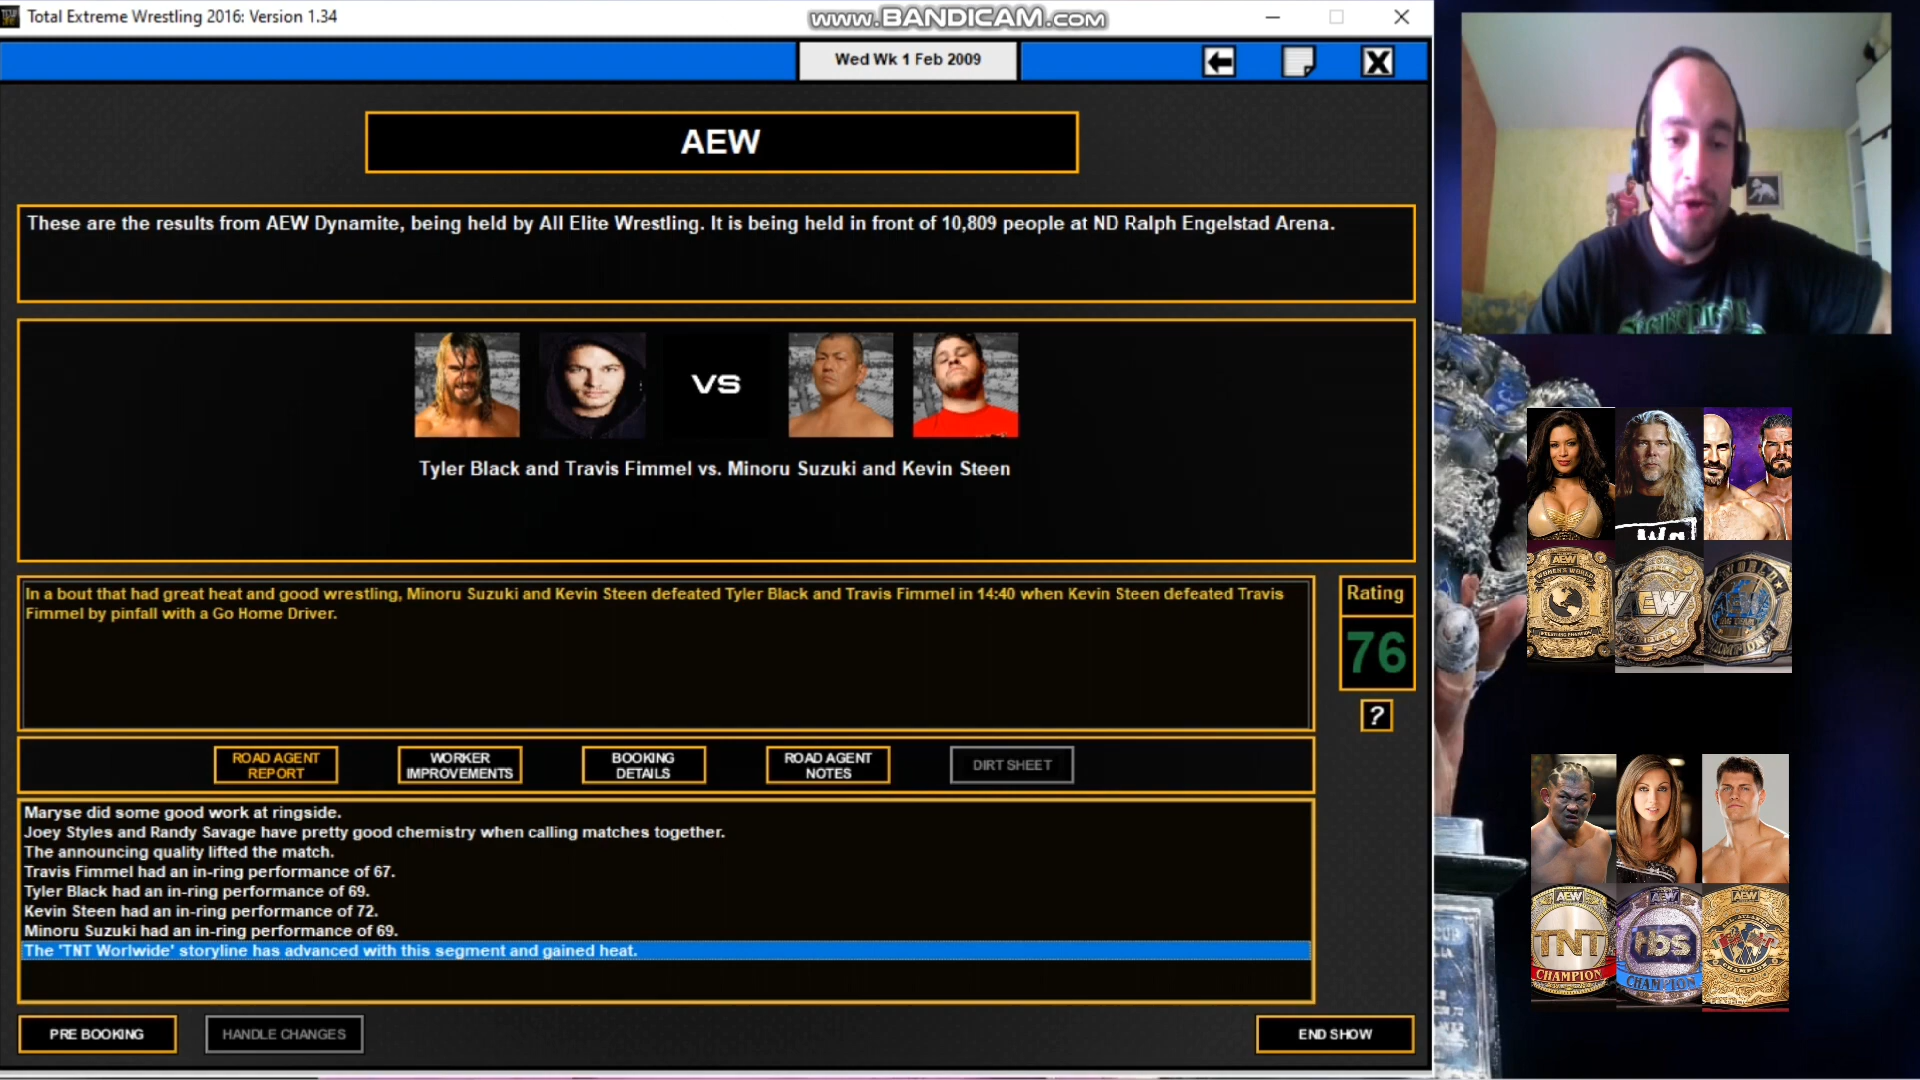 Total Extreme Wrestling 2016: Version 1.34
www.BANDICAM.com
Wed Wk 1 Feb 2009
AEW
These are the results from AEW Dynamite, being held by All Elite Wrestling. It is being held in front of 10,809 people at ND Ralph Engelstad Arena.
VS
Tyler Black and Travis Fimmel vs. Minoru Suzuki and Kevin Steen
In a bout that had great heat and good wrestling, Minoru Suzuki and Kevin Steen defeated Tyler Black and Travis Fimmel in 14:40 when Kevin Steen defeated Travis
Fimmel by pinfall with a Go Home Driver.
Rating
76
?
ROAD AGENT
REPORT
WORKER
IMPROVEMENTS
BOOKING
DETAILS
ROAD AGENT
NOTES
DIRT SHEET
Maryse did some good work at ringside.
Joey Styles and Randy Savage have pretty good chemistry when calling matches together.
The announcing quality lifted the match.
Travis Fimmel had an in-ring performance of 67.
Tyler Black had an in-ring performance of 69.
Kevin Steen had an in-ring performance of 72.
Minoru Suzuki had an in-ring performance of 69.
The 'TNT Worlwide' storyline has advanced with this segment and gained heat.
PRE BOOKING
HANDLE CHANGES
END SHOW
AEW
WOMEN'S WORLD
AEW
WORLD
AEW
TNT
CHAMPION
AEW
tbs
CHAMPION
AEW
CHAMPION